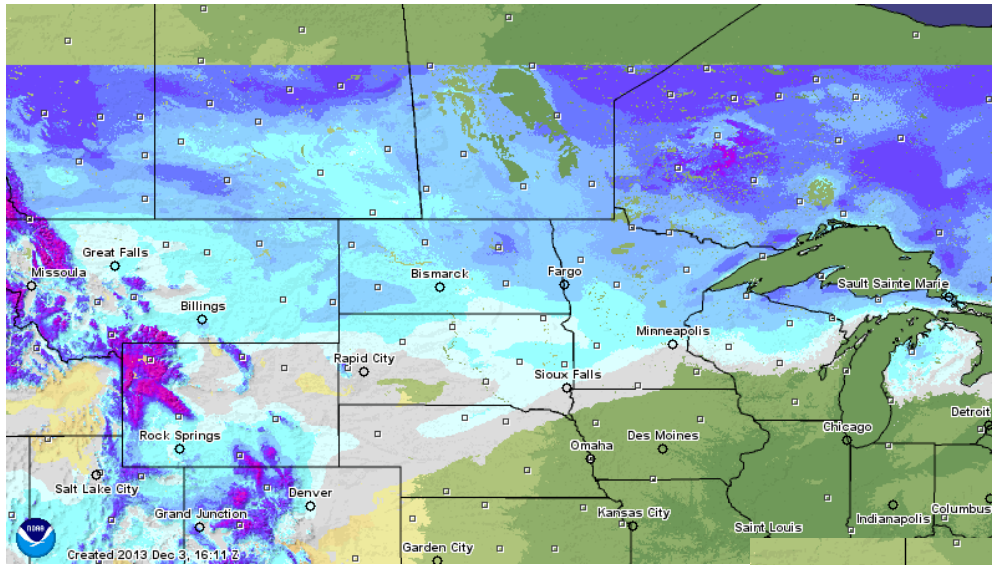 Great Falls
Missoula
Sault Sainte Marie
Bismarck
Fargo
Billings
Minneapolis
Rapid City
Sioux Falls
Detroit
Chicago
Rock Springs
Omaha
Des Moines
Salt Lake City
Denver
Grand Junction
Kansas City
Saint Louis
Indianapolis
Columbus
NOAA
Created 2013 Dec 3, 16:11 Z
Garden City